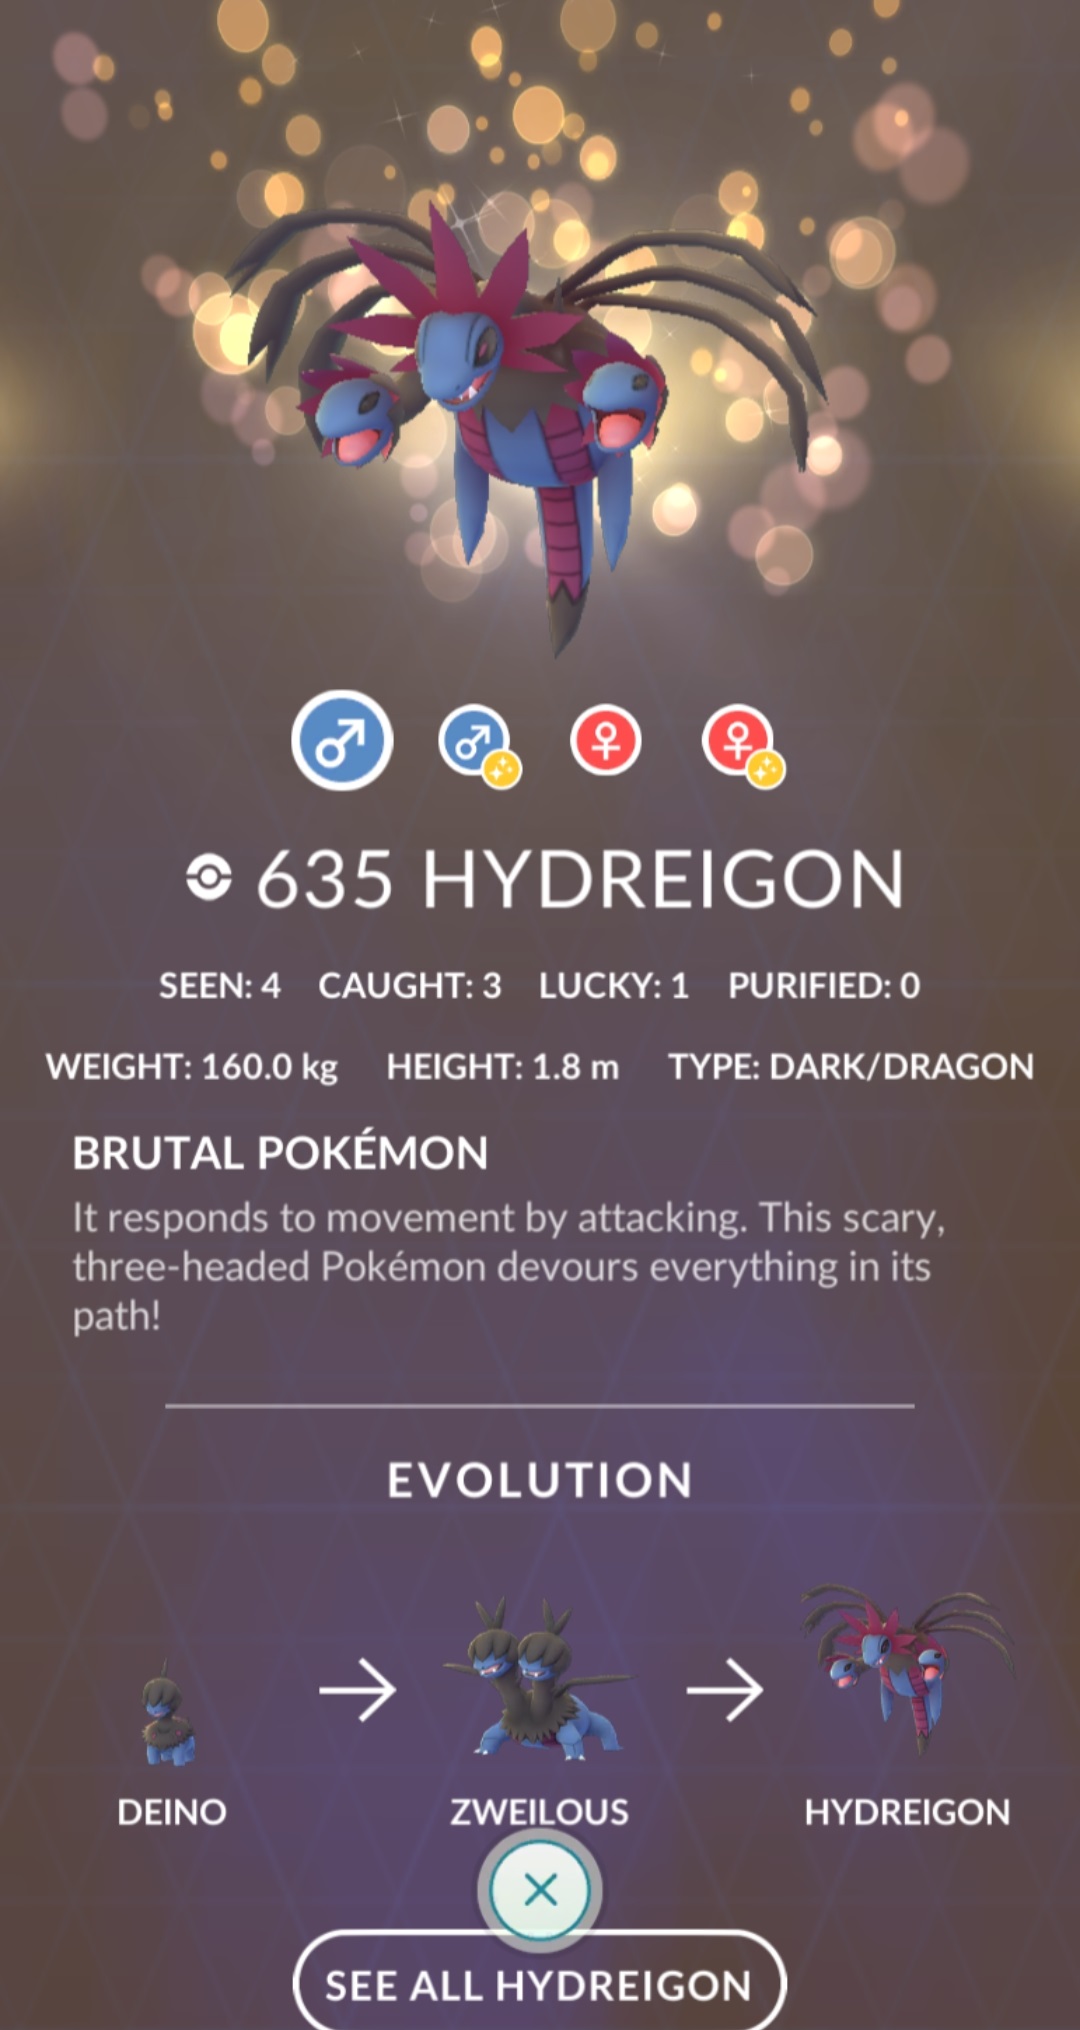 635 HYDREIGON
SEEN: 4 CAUGHT: 3 LUCKY: 1 PURIFIED: 0
WEIGHT: 160.0 kg HEIGHT: 1.8 m TYPE: DARK/DRAGON
BRUTAL POKÉMON
It responds to movement by attacking. This scary,
three-headed Pokémon devours everything in its
path!
EVOLUTION
DEINO ZWEILOUS HYDREIGON
SEE ALL HYDREIGON